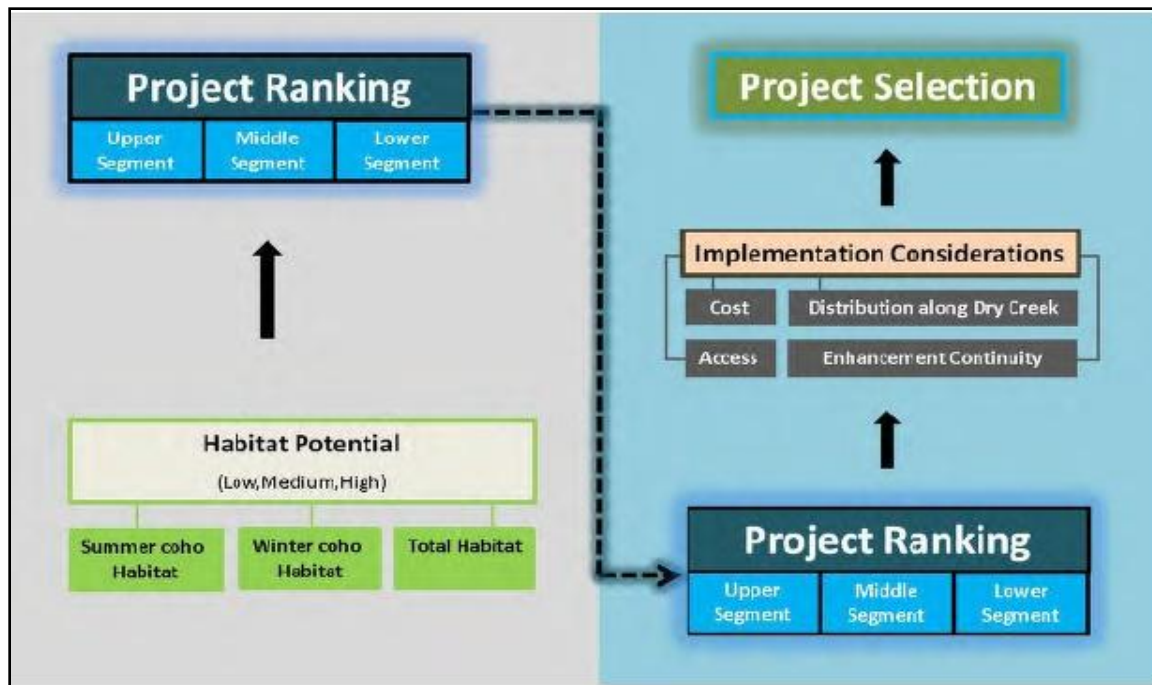 Project Ranking
Upper Segment
Middle Segment
Lower Segment
Habitat Potential
(Low,Medium,High)
Summer coho
Habitat
Winter coho
Habitat
Total Habitat
Project Selection
Implementation Considerations
Cost
Distribution along Dry Creek
Access
Enhancement Continuity
Project Ranking
Upper
Segment
Middle
Segment
Lower
Segment